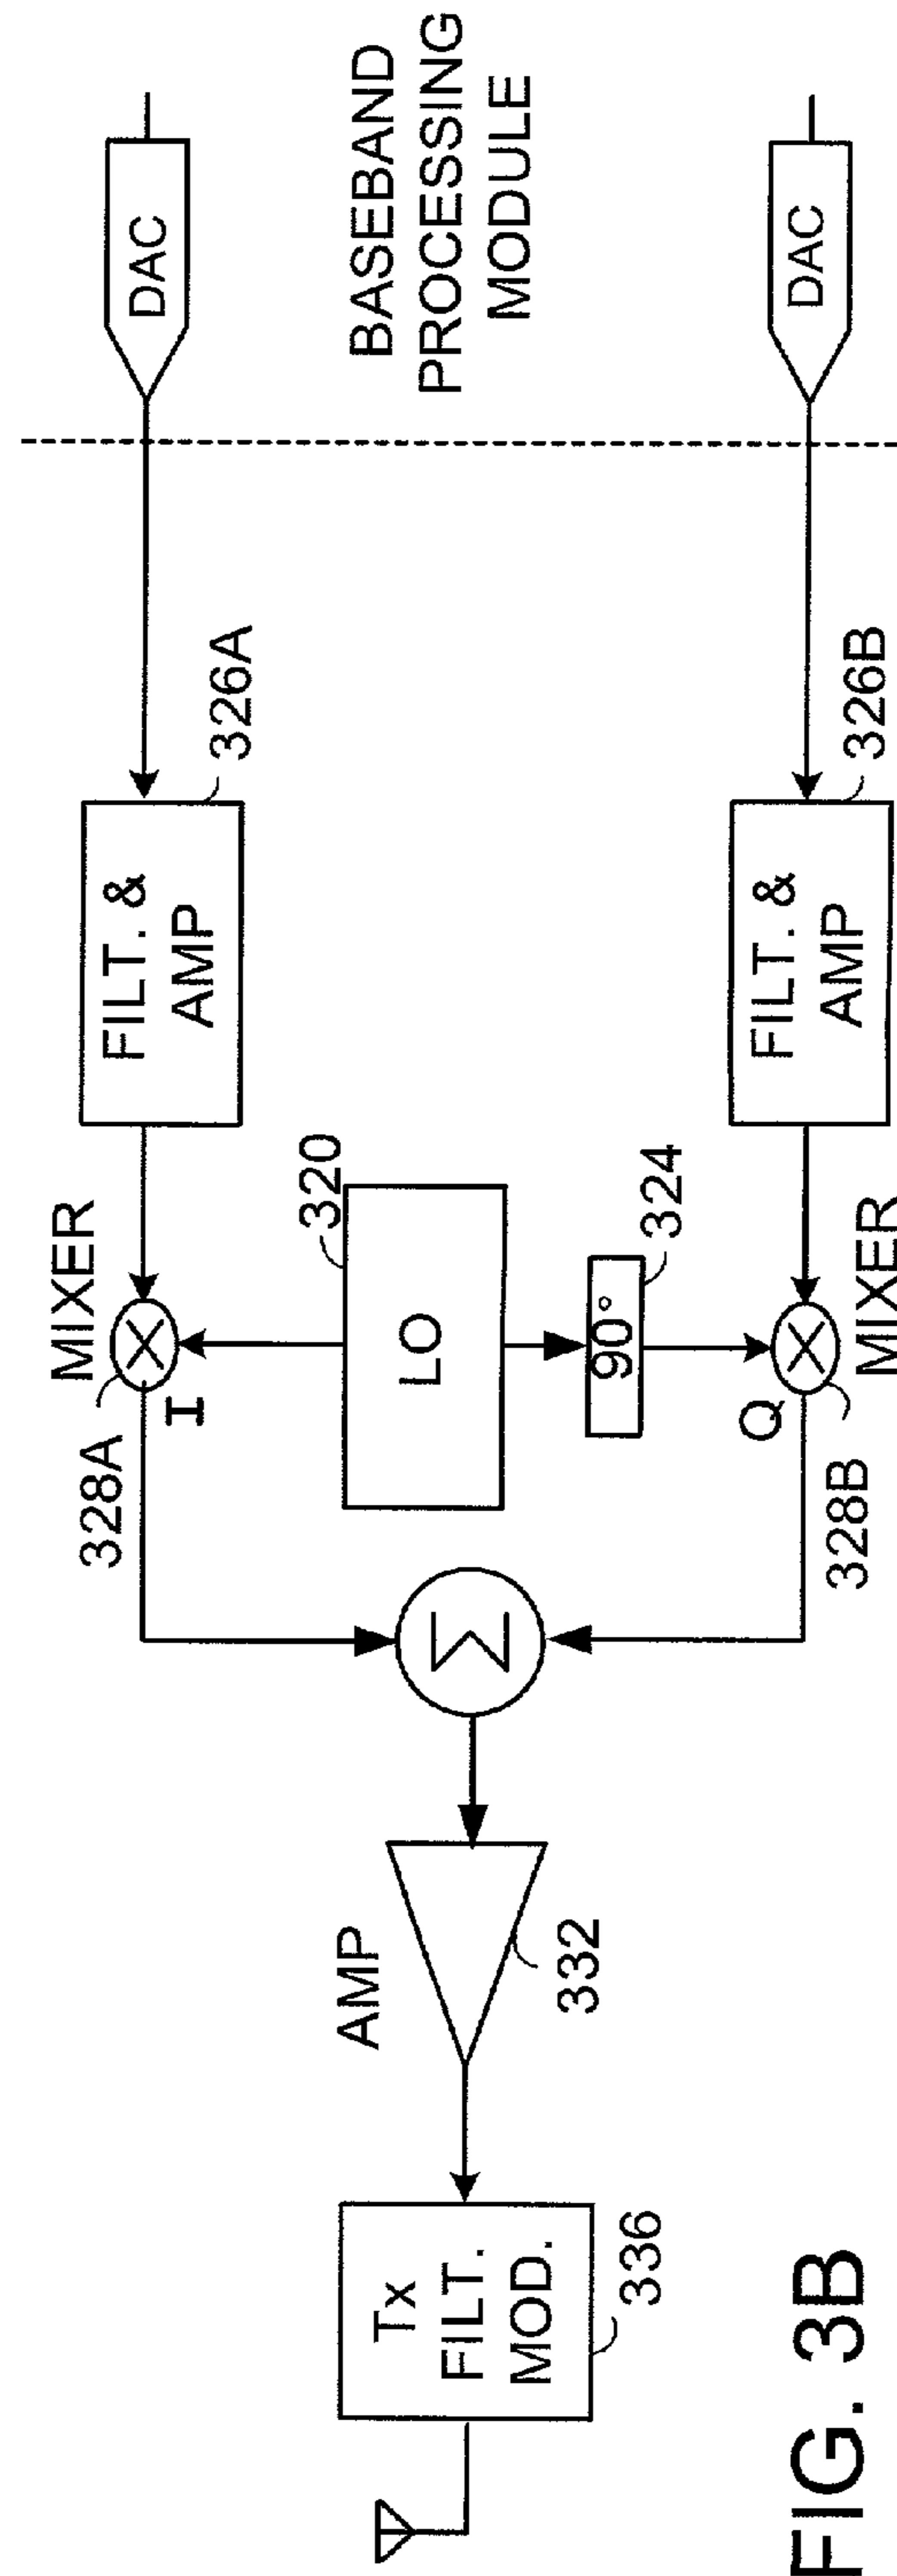 BASEBAND
PROCESSING
MODULE
DAC
DAC
326A
FILT. &
AMP
326B
FILT. &
AMP
MIXER
328A
I
320
LO
324
90°
Q
MIXER
328B
Σ
AMP
332
Tx
FILT.
MOD.
336
FIG. 3B